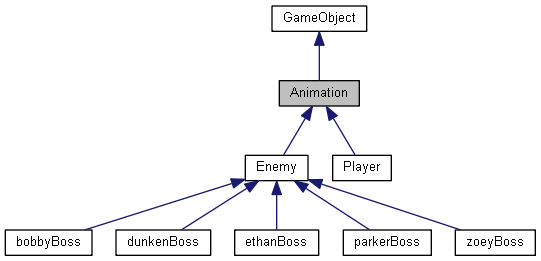 GameObject
Animation
Enemy
Player
bobbyBoss
dunkenBoss
ethanBoss
parkerBoss
zoeyBoss